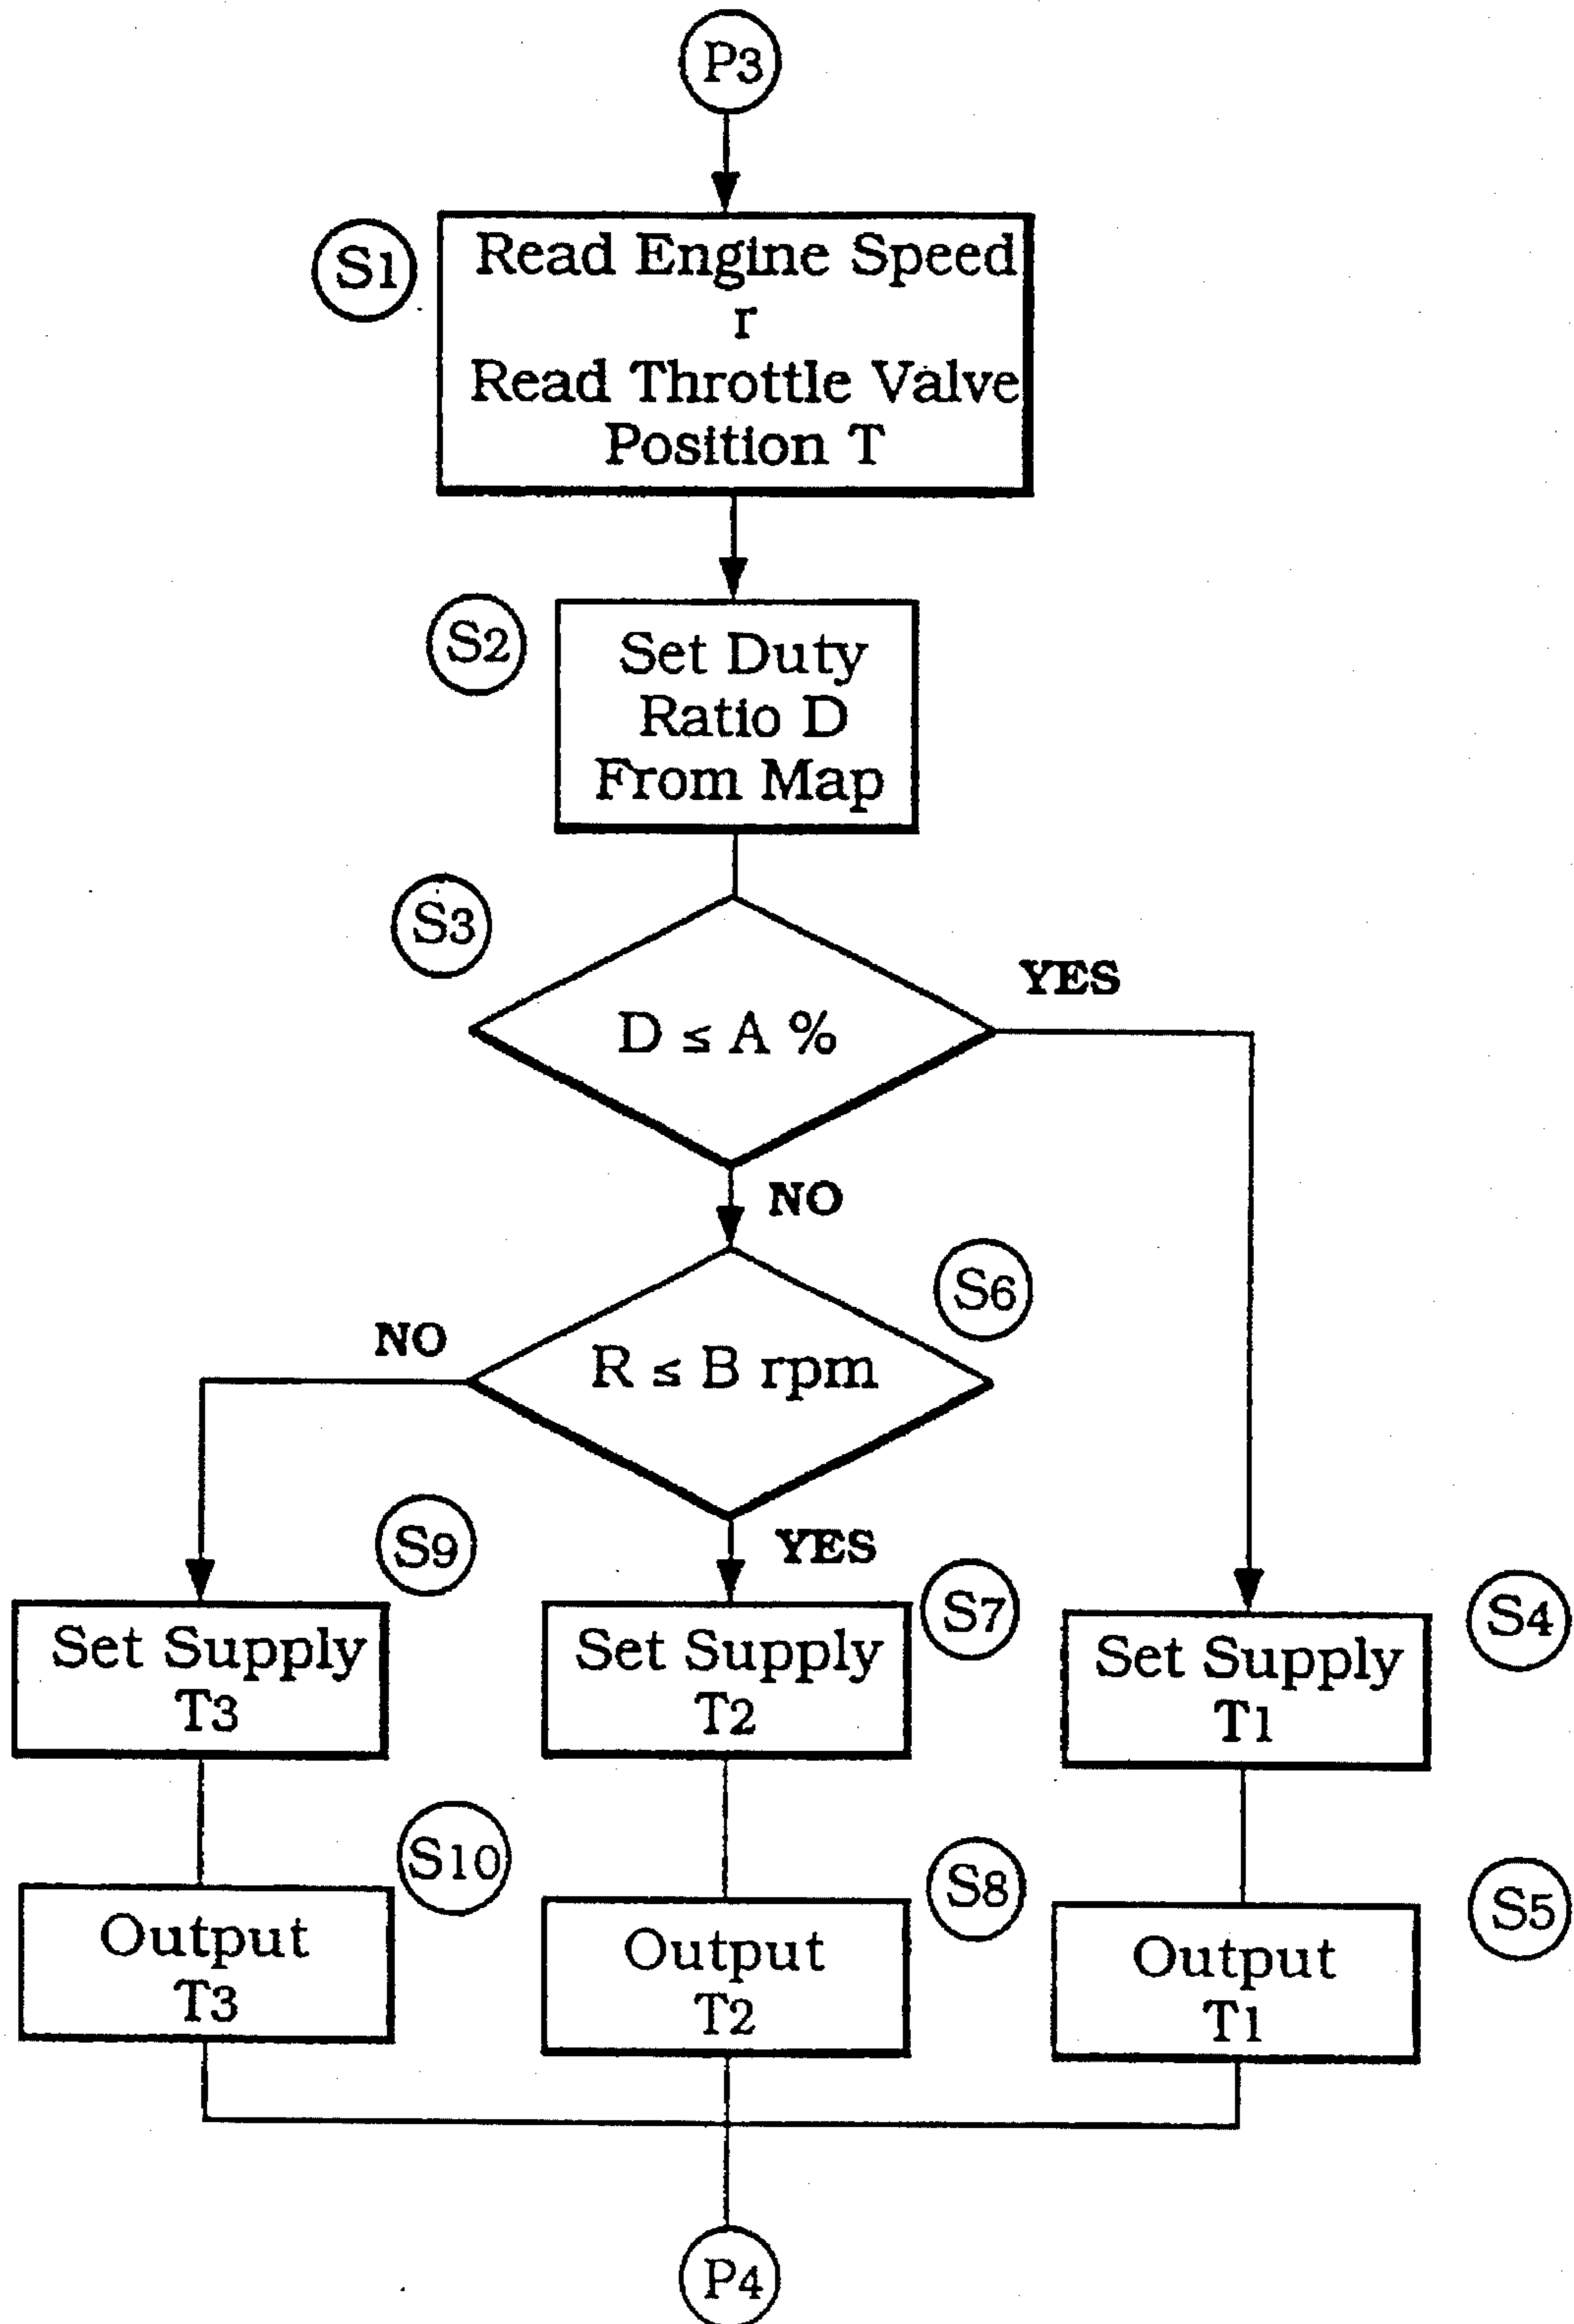 P3
S1
Read Engine Speed
r
Read Throttle Valve
Position T
S2
Set Duty
Ratio D
From Map
S3
YES
D ≤ A %
NO
S6
NO
R ≤ B rpm
YES
S9
Set Supply
T3
S7
Set Supply
T2
S4
Set Supply
T1
S10
Output
T3
S8
Output
T2
S5
Output
T1
P4